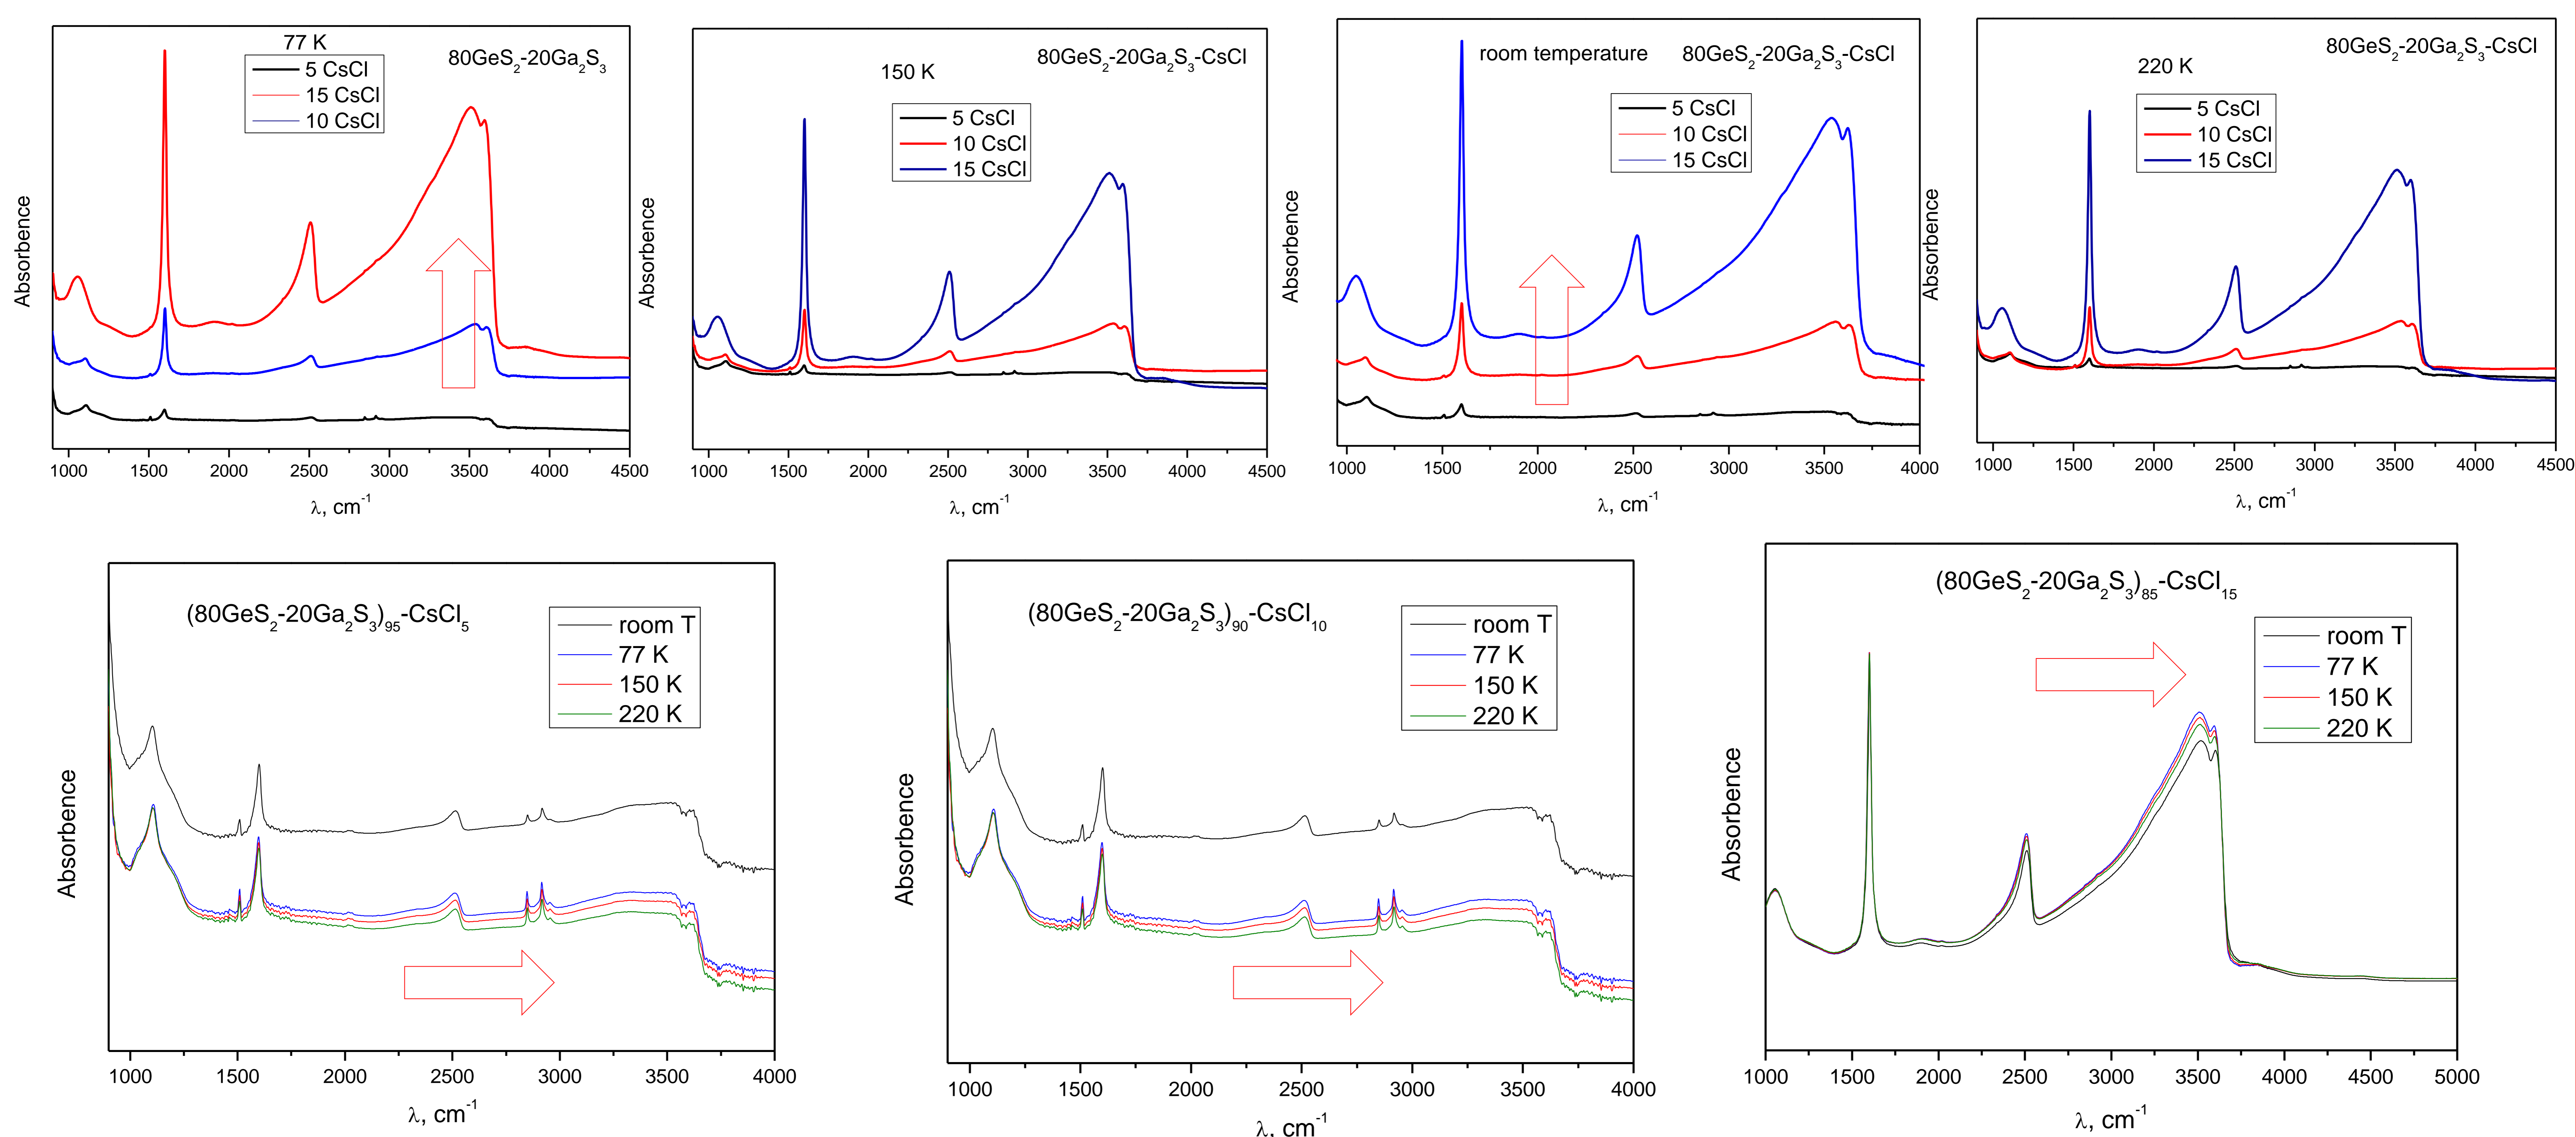 77 K
80GeS2-20Ga2S3
5 CsCl
15 CsCl
10 CsCl
Absorbence
1000 1500 2000 2500 3000 3500 4000 4500
λ, cm-1
150 K
80GeS2-20Ga2S3-CsCl
5 CsCl
10 CsCl
15 CsCl
Absorbence
1000 1500 2000 2500 3000 3500 4000 4500
λ, cm-1
room temperature
80GeS2-20Ga2S3-CsCl
5 CsCl
10 CsCl
15 CsCl
Absorbence
1000 1500 2000 2500 3000 3500 4000
λ, cm-1
220 K
80GeS2-20Ga2S3-CsCl
5 CsCl
10 CsCl
15 CsCl
Absorbence
1000 1500 2000 2500 3000 3500 4000 4500
λ, cm-1
(80GeS2-20Ga2S3)95-CsCl5
room T
77 K
150 K
220 K
Absorbence
1000 1500 2000 2500 3000 3500 4000
λ, cm-1
(80GeS2-20Ga2S3)90-CsCl10
room T
77 K
150 K
220 K
Absorbence
1000 1500 2000 2500 3000 3500 4000
λ, cm-1
(80GeS2-20Ga2S3)85-CsCl15
room T
77 K
150 K
220 K
Absorbence
1000 1500 2000 2500 3000 3500 4000 4500 5000
λ, cm-1